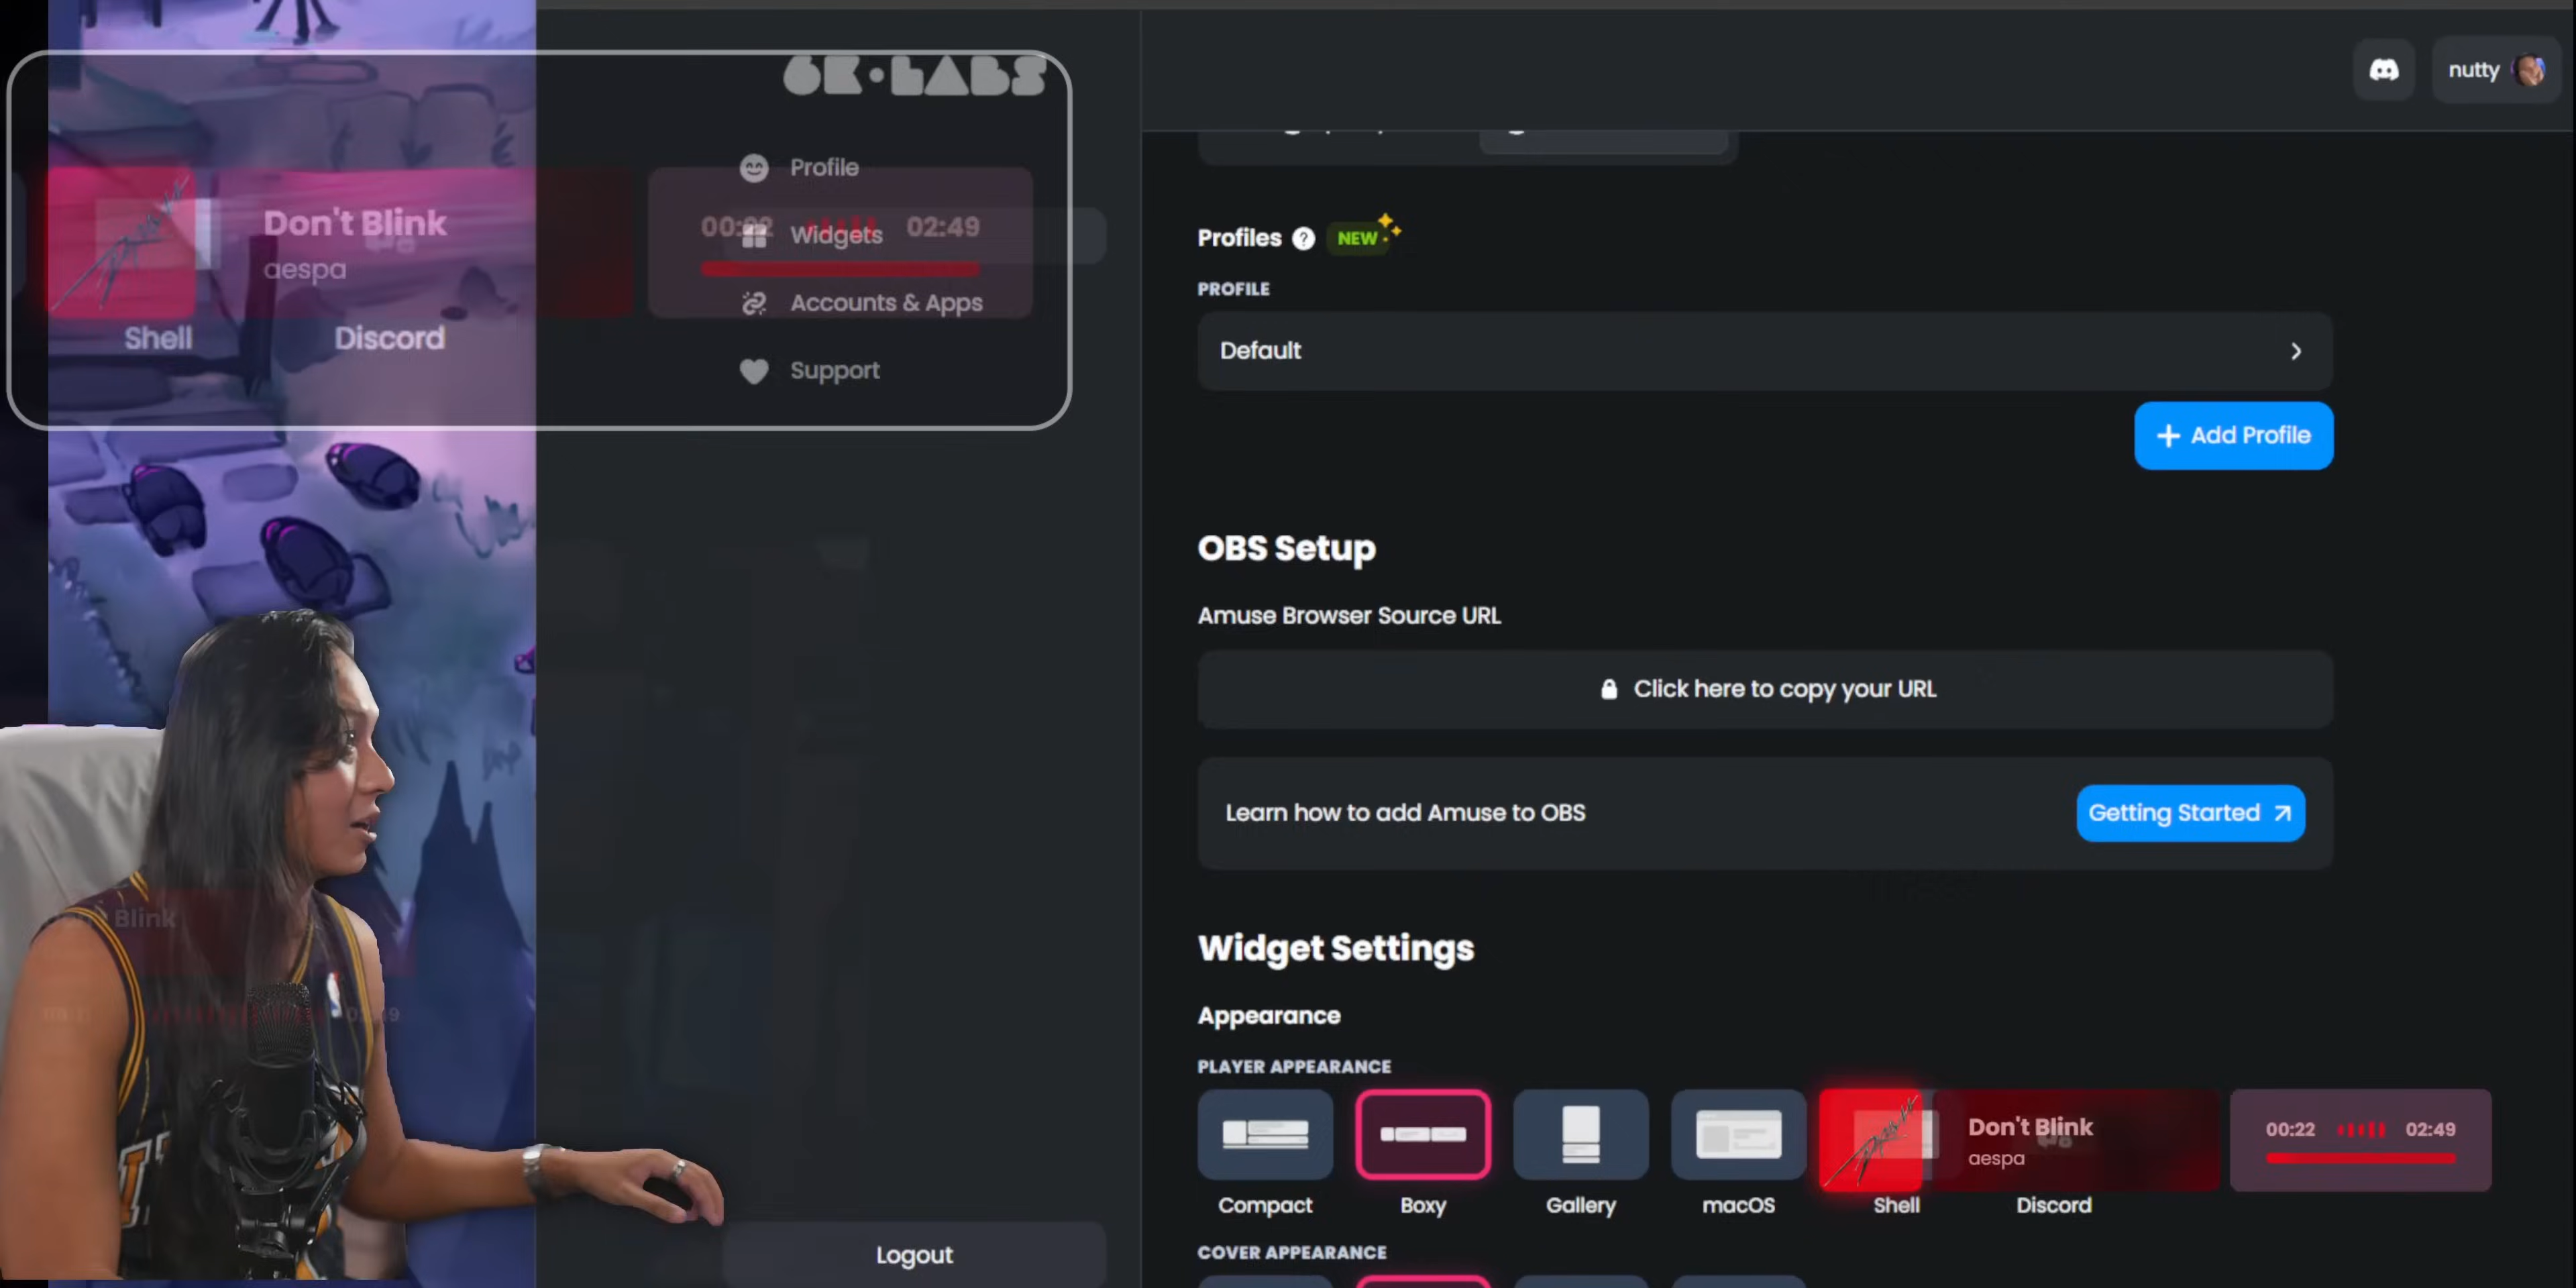 6K•LABS
nutty
Profile
Widgets
Accounts & Apps
Support
Don't Blink
aespa
00:22
02:49
Shell
Discord
Profiles ? NEW
PROFILE
Default
+ Add Profile
OBS Setup
Amuse Browser Source URL
Click here to copy your URL
Learn how to add Amuse to OBS
Getting Started
Widget Settings
Appearance
PLAYER APPEARANCE
Don't Blink
aespa
00:22
02:49
Compact
Boxy
Gallery
macOS
Shell
Discord
COVER APPEARANCE
Blink
Logout